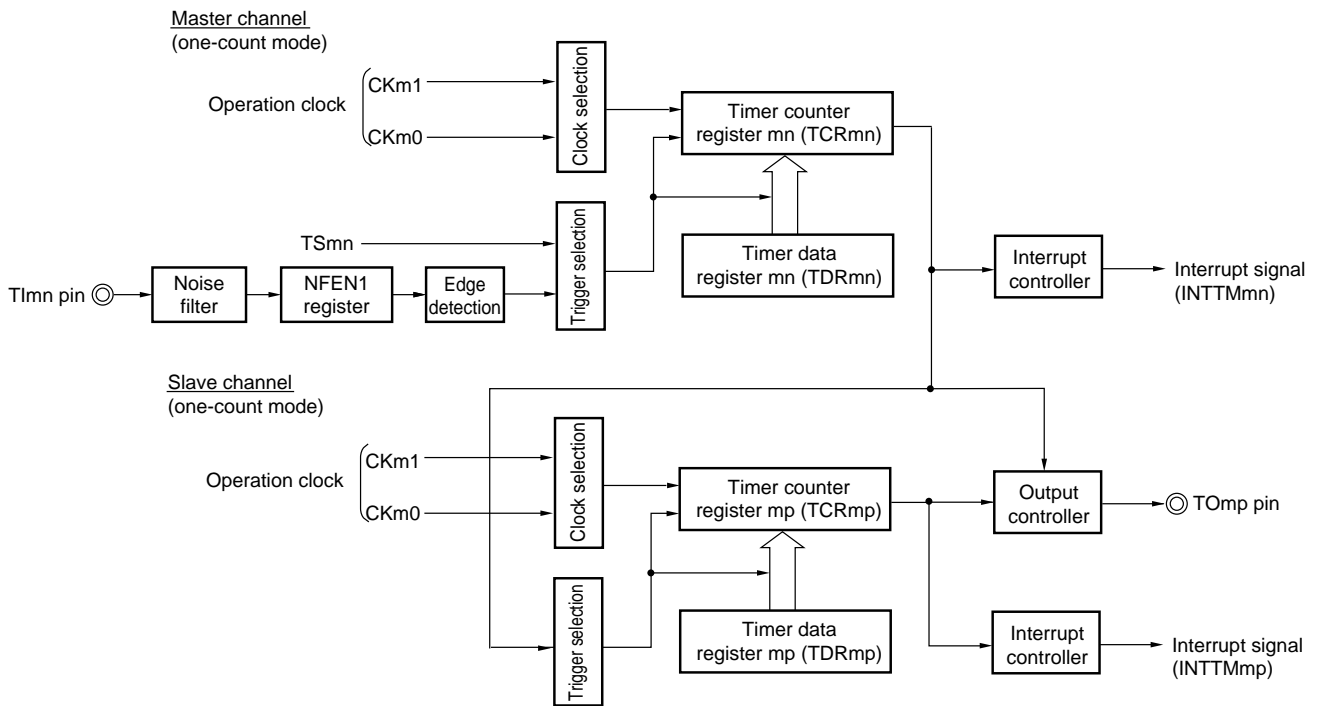 Master channel
(one-count mode)
Operation clock
CKm1
CKm0
Clock selection
Timer counter
register mn (TCRmn)
TSmn
Trigger selection
Timer data
register mn (TDRmn)
TImn pin
Noise
filter
NFEN1
register
Edge
detection
Interrupt
controller
Interrupt signal
(INTTMmn)
Slave channel
(one-count mode)
Operation clock
CKm1
CKm0
Clock selection
Timer counter
register mp (TCRmp)
Output
controller
TOmp pin
Trigger selection
Timer data
register mp (TDRmp)
Interrupt
controller
Interrupt signal
(INTTMmp)